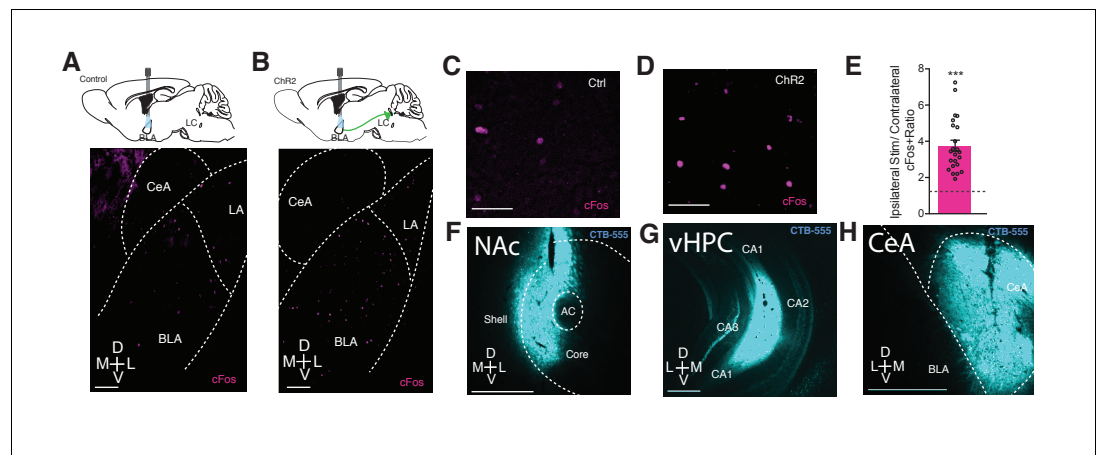 A
Control
LC
BLA
CeA
LA
BLA
D
M L
V
cFos
B
ChR2
LC
BLA
CeA
LA
BLA
D
M L
V
cFos
C
Ctrl
cFos
D
ChR2
cFos
E
Ipsilateral Stim/ Contralateral
cFos+Ratio
8
6
4
2
0
***
F
NAc
CTB-555
Shell
AC
Core
D
M L
V
G
vHPC
CTB-555
CA1
CA2
CA3
CA1
D
L M
V
H
CeA
CTB-555
CeA
BLA
D
L M
V